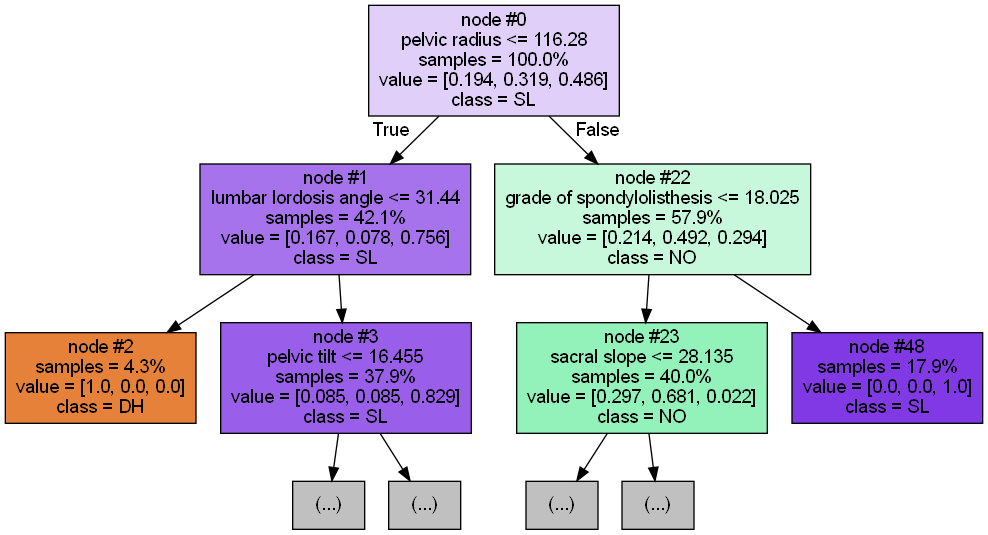 node #0
pelvic radius <= 116.28
samples = 100.0%
value = [0.194, 0.319, 0.486]
class = SL
True
False
node #1
lumbar lordosis angle <= 31.44
samples = 42.1%
value = [0.167, 0.078, 0.756]
class = SL
node #22
grade of spondylolisthesis <= 18.025
samples = 57.9%
value = [0.214, 0.492, 0.294]
class = NO
node #2
samples = 4.3%
value = [1.0, 0.0, 0.0]
class = DH
node #3
pelvic tilt <= 16.455
samples = 37.9%
value = [0.085, 0.085, 0.829]
class = SL
node #23
sacral slope <= 28.135
samples = 40.0%
value = [0.297, 0.681, 0.022]
class = NO
node #48
samples = 17.9%
value = [0.0, 0.0, 1.0]
class = SL
(...)
(...)
(...)
(...)